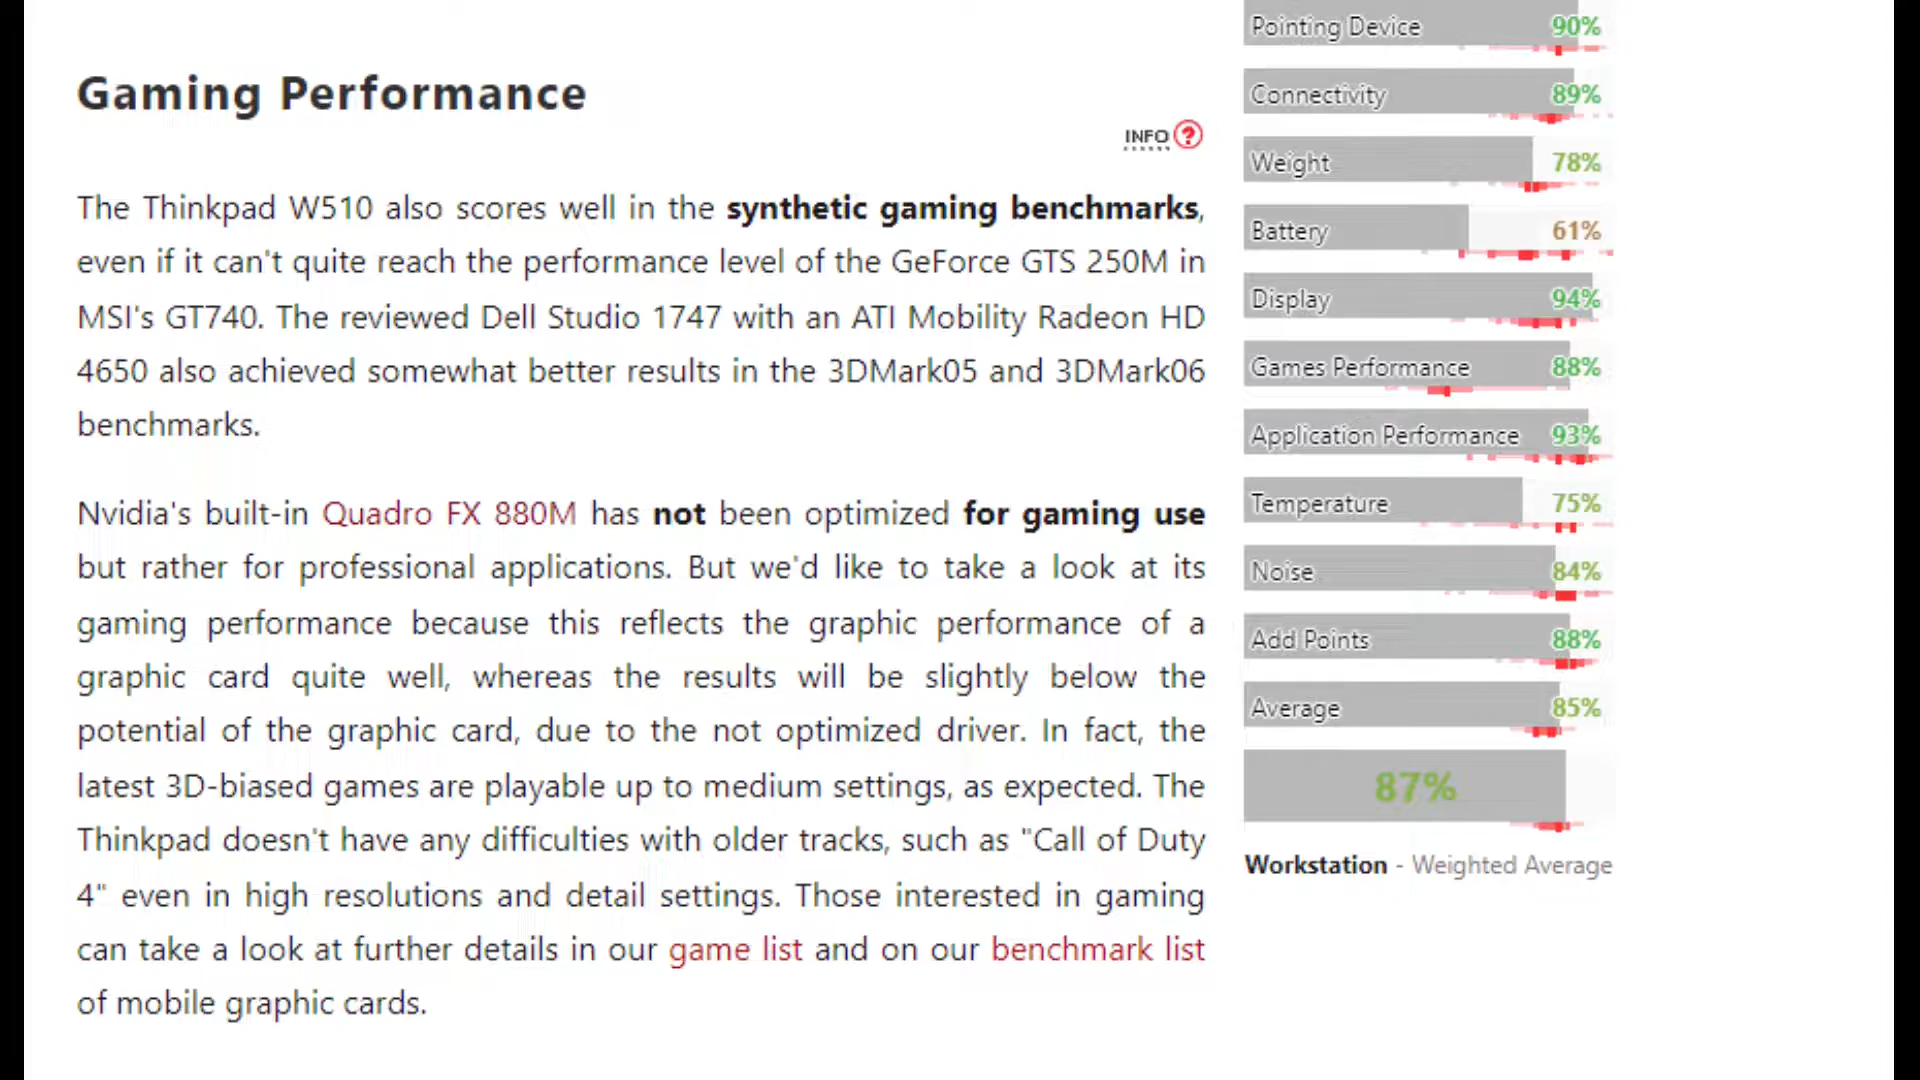 Gaming Performance
INFO ?
The Thinkpad W510 also scores well in the synthetic gaming benchmarks,
even if it can't quite reach the performance level of the GeForce GTS 250M in
MSI's GT740. The reviewed Dell Studio 1747 with an ATI Mobility Radeon HD
4650 also achieved somewhat better results in the 3DMark05 and 3DMark06
benchmarks.
Nvidia's built-in Quadro FX 880M has not been optimized for gaming use
but rather for professional applications. But we'd like to take a look at its
gaming performance because this reflects the graphic performance of a
graphic card quite well, whereas the results will be slightly below the
potential of the graphic card, due to the not optimized driver. In fact, the
latest 3D-biased games are playable up to medium settings, as expected. The
Thinkpad doesn't have any difficulties with older tracks, such as "Call of Duty
4" even in high resolutions and detail settings. Those interested in gaming
can take a look at further details in our game list and on our benchmark list
of mobile graphic cards.
Pointing Device 90%
Connectivity 89%
Weight 78%
Battery 61%
Display 94%
Games Performance 88%
Application Performance 93%
Temperature 75%
Noise 84%
Add Points 88%
Average 85%
87%
Workstation - Weighted Average